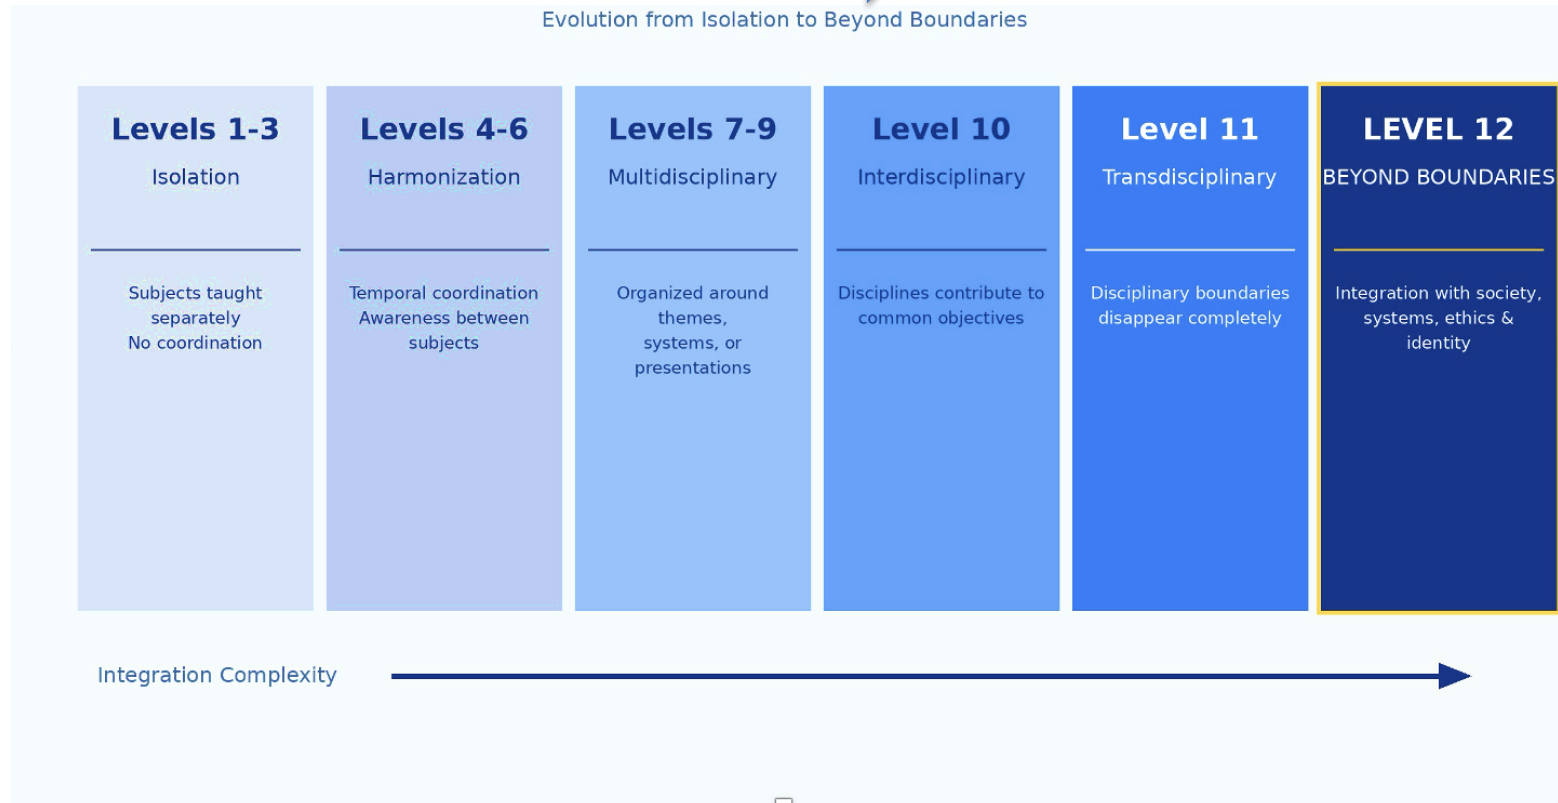 Evolution from Isolation to Beyond Boundaries
Levels 1-3
Isolation
Subjects taught
separately
No coordination
Levels 4-6
Harmonization
Temporal coordination
Awareness between
subjects
Levels 7-9
Multidisciplinary
Organized around
themes,
systems, or
presentations
Level 10
Interdisciplinary
Disciplines contribute to
common objectives
Level 11
Transdisciplinary
Disciplinary boundaries
disappear completely
LEVEL 12
BEYOND BOUNDARIES
Integration with society,
systems, ethics &
identity
Integration Complexity